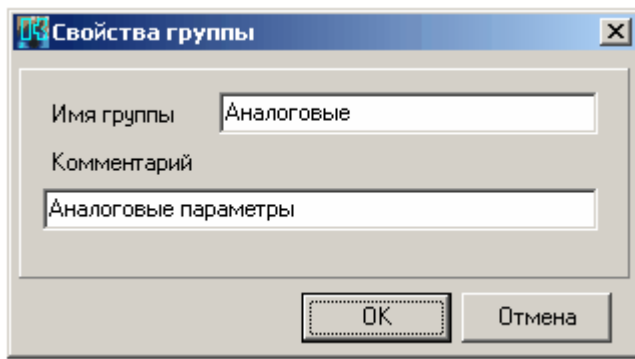 Свойства группы
Имя группы Аналоговые
Комментарий
Аналоговые параметры
OK Отмена